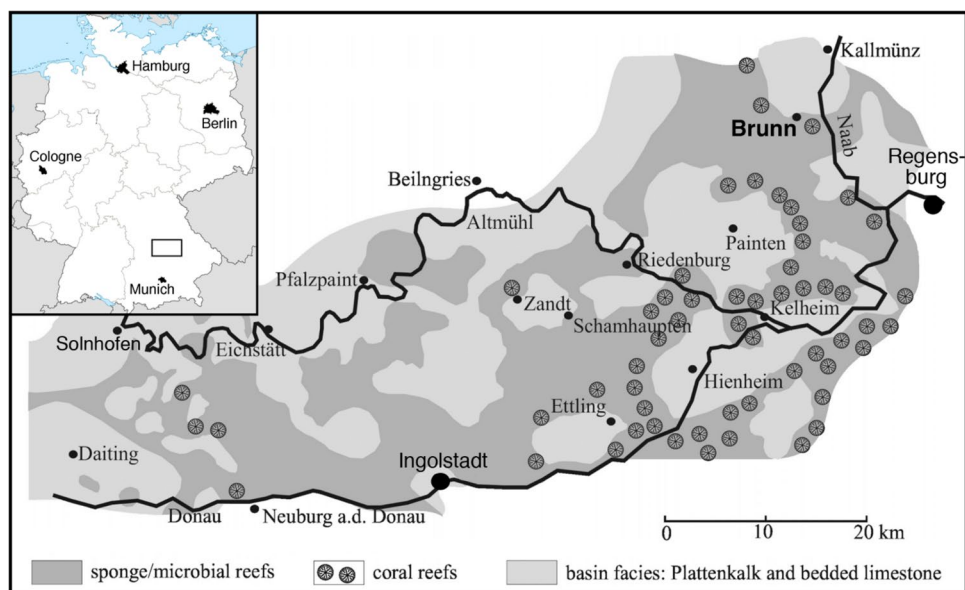 Hamburg
Berlin
Cologne
Munich
Kallmünz
Brunn
Naab
Regens-
burg
Beilngries
Altmühl
Painten
Riedenburg
Pfalzpaint
Zandt
Schamhaupten
Kelheim
Solnhofen
Eichstätt
Hienheim
Ettling
Daiting
Ingolstadt
Donau
Neuburg a.d. Donau
0 10 20 km
sponge/microbial reefs
coral reefs
basin facies: Plattenkalk and bedded limestone